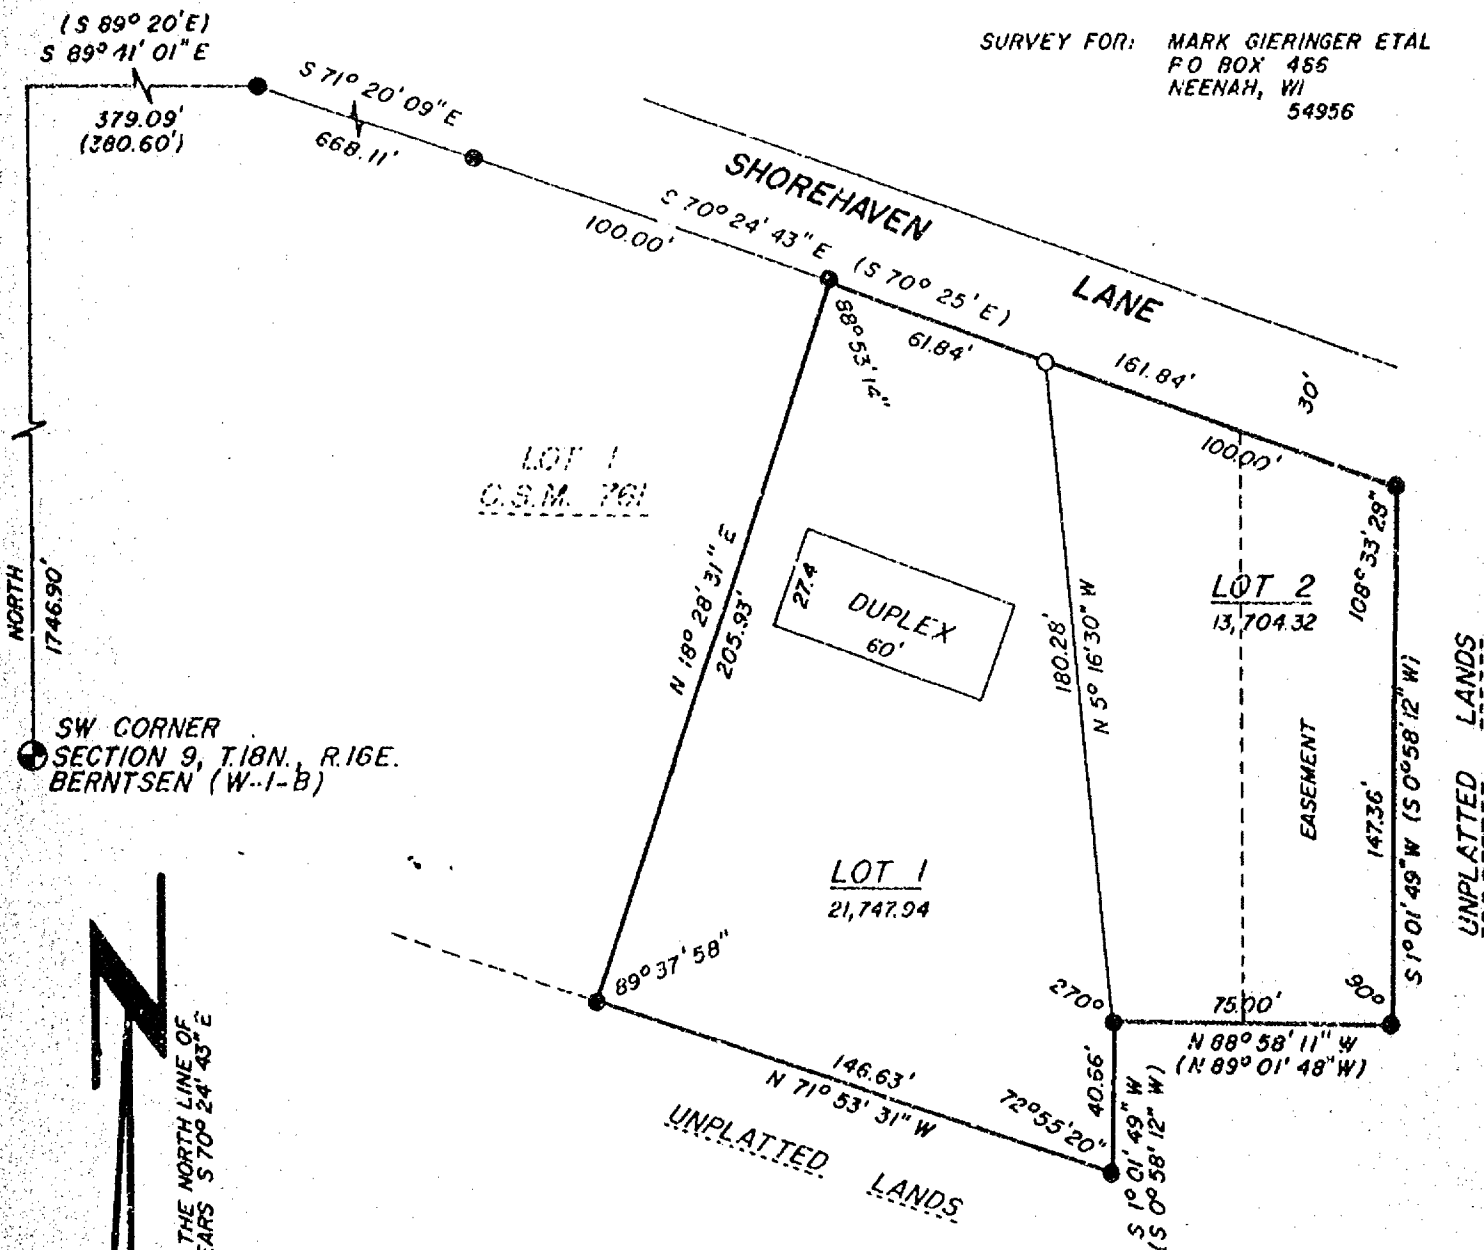 (S 89° 20' E)
S 89° 41' 01" E
379.09'
(380.60')
S 71° 20' 09" E
668.11'
SURVEY FOR: MARK GIERINGER ETAL
P O BOX 466
NEENAH, WI
54956
SHOREHAVEN LANE
S 70° 24' 43" E (S 70° 25' E)
100.00'
61.84'
161.84'
100.00'
30'
88° 53' 14"
108° 33' 28"
LOT 1
C.S.M. 761
N 18° 28' 31" E
205.93'
27.4
DUPLEX
60'
180.28'
N 5° 16' 30" W
LOT 2
13,704.32
EASEMENT
147.36'
S 1° 01' 49" W (S 0° 58' 12" W)
UNPLATTED LANDS
NORTH
1746.90'
SW CORNER
SECTION 9, T.18N., R.16E.
BERNTSEN (W-1-B)
LOT 1
21,747.94
89° 37' 58"
270°
75.00'
90°
N 88° 58' 11" W
(N 89° 01' 48" W)
146.63'
N 71° 53' 31" W
72° 55' 20"
40.66'
S 1° 01' 49" W
(S 0° 58' 12" W)
UNPLATTED LANDS
N
THE NORTH LINE OF
EARS S 70° 24' 43" E